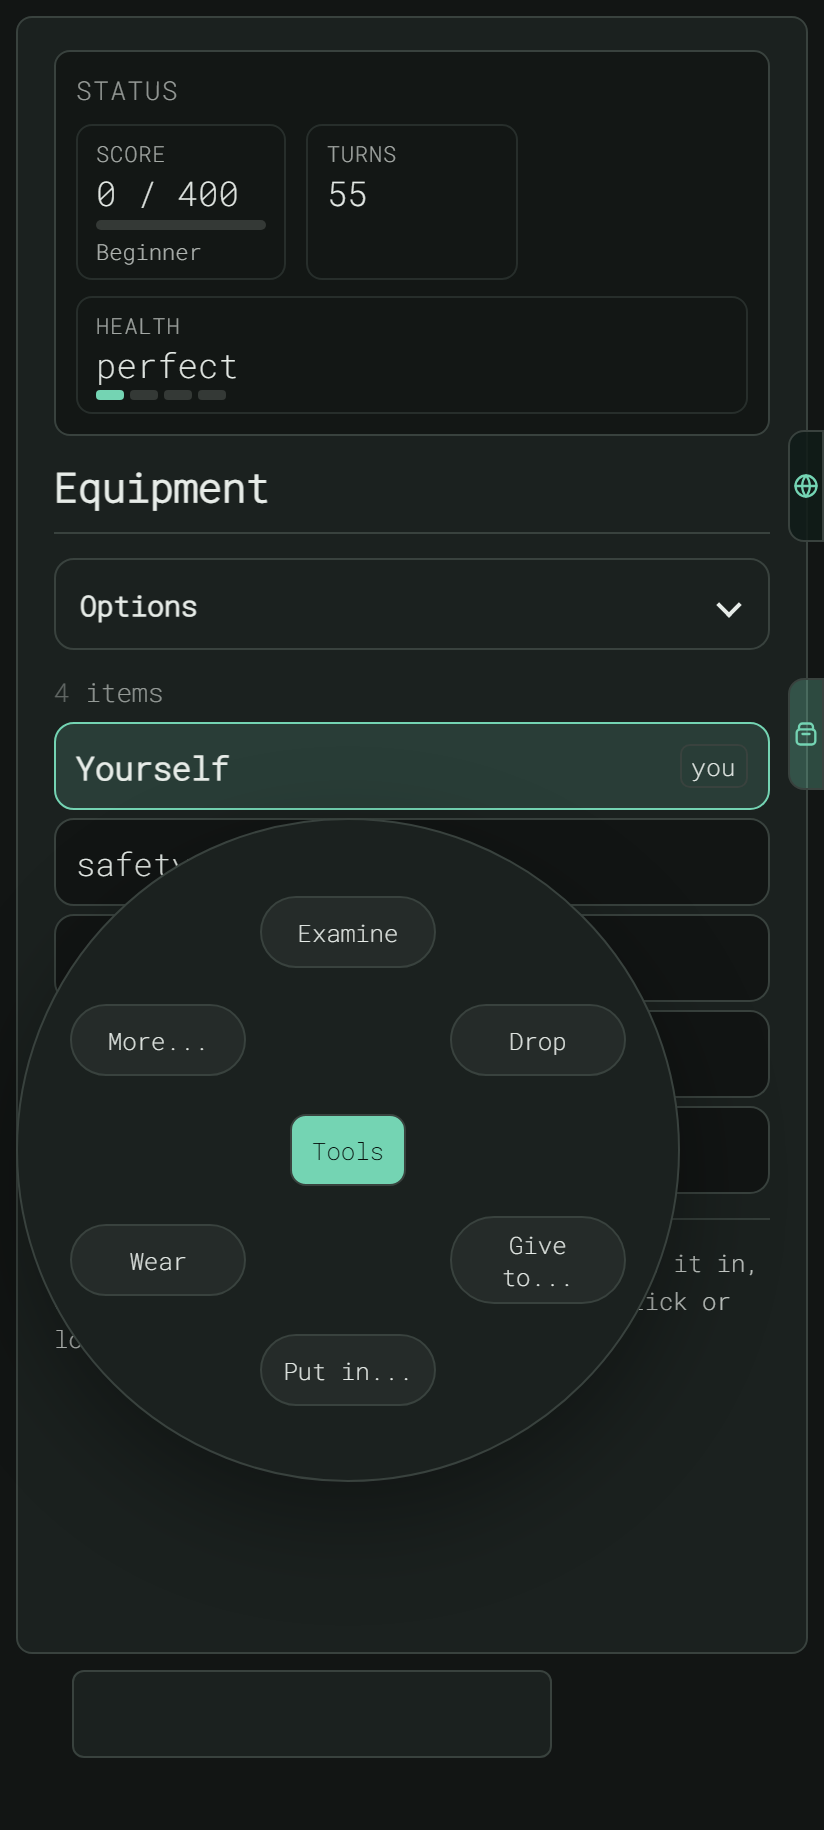 STATUS
SCORE
0 / 400
Beginner
TURNS
55
HEALTH
perfect
Equipment
Options
4 items
Yourself
you
Examine
More...
Drop
Tools
Wear
Give
to...
Put in...
it in,
or